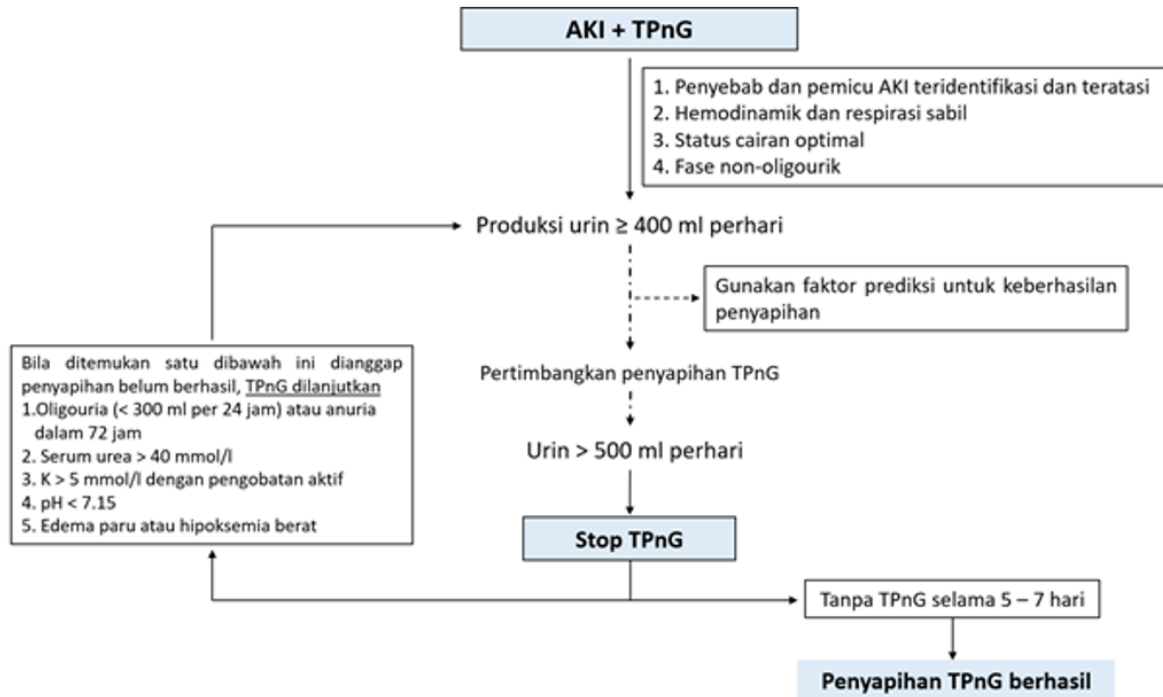 AKI + TPnG
1. Penyebab dan pemicu AKI teridentifikasi dan teratasi
2. Hemodinamik dan respirasi sabil
3. Status cairan optimal
4. Fase non-oligourik
Produksi urin ≥ 400 ml perhari
Gunakan faktor prediksi untuk keberhasilan
penyapihan
Pertimbangkan penyapihan TPnG
Urin > 500 ml perhari
Bila ditemukan satu dibawah ini dianggap
penyapihan belum berhasil, TPnG dilanjutkan
1.Oligouria (< 300 ml per 24 jam) atau anuria
dalam 72 jam
2. Serum urea > 40 mmol/l
3. K > 5 mmol/l dengan pengobatan aktif
4. pH < 7.15
5. Edema paru atau hipoksemia berat
Stop TPnG
Tanpa TPnG selama 5 – 7 hari
Penyapihan TPnG berhasil